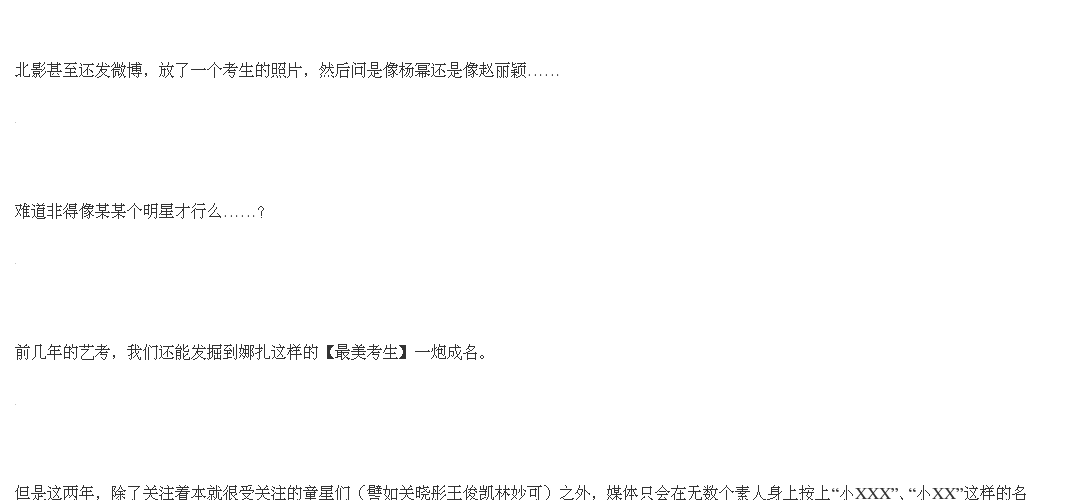 北影甚至还发微博，放了一个考生的照片，然后问是像杨幂还是像赵丽颖……
难道非得像某某个明星才行么……?
前几年的艺考，我们还能发掘到娜扎这样的【最美考生】一炮成名。
但是这两年，除了关注着本就很受关注的童星们（譬如关晓彤王俊凯林妙可）之外，媒体只会在无数个素人身上按上“小XXX”、“小XX”这样的名